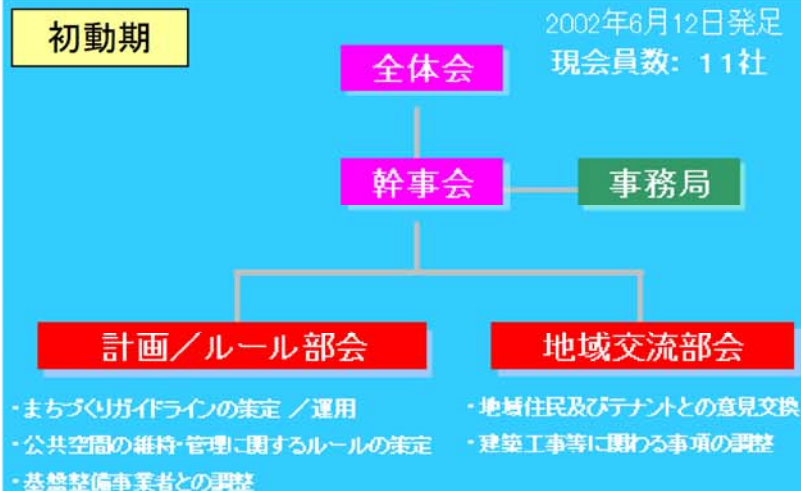 初動期
2002年6月12日発足
現会員数: 11社
全体会
幹事会
事務局
計画／ルール部会
・まちづくりガイドラインの策定 ／運用
・公共空間の維持・管理に関するルールの策定
・基盤整備事業者との調整
地域交流部会
・地域住民及びテナントとの意見交換
・建築工事等に関わる事項の調整